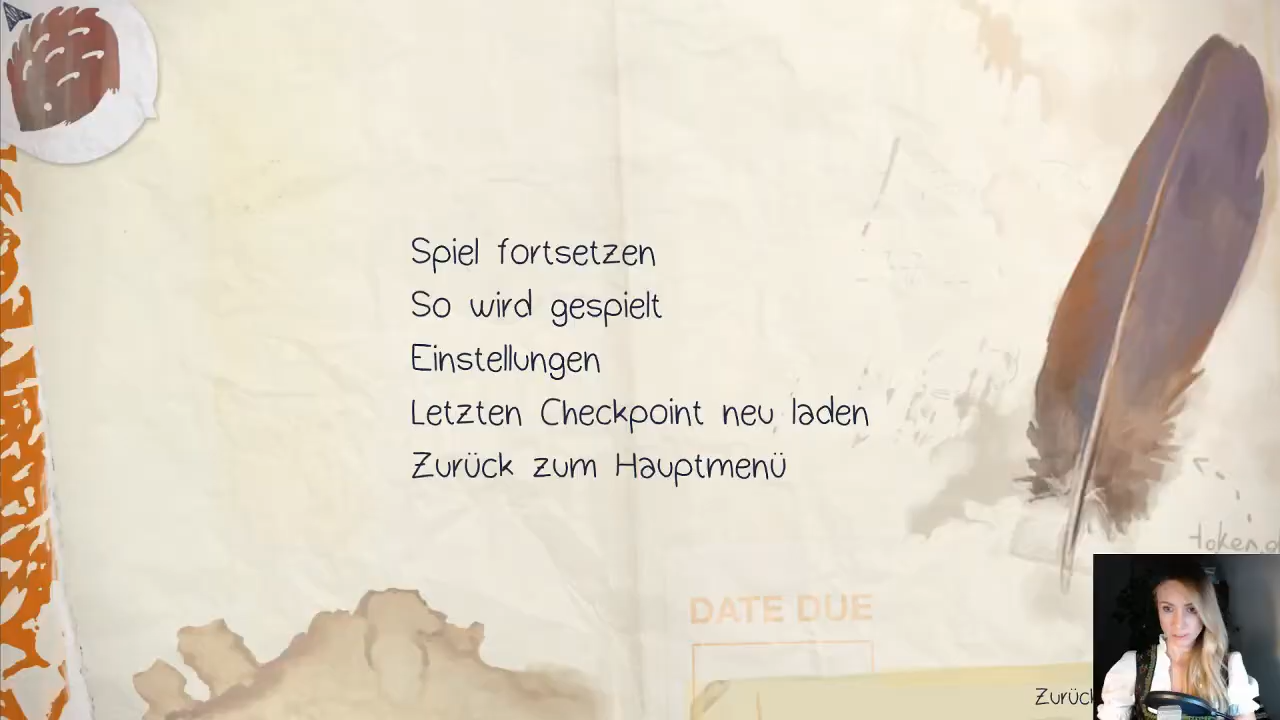 Spiel fortsetzen
So wird gespielt
Einstellungen
Letzten Checkpoint neu laden
Zurück zum Hauptmenü
DATE DUE
Zurück